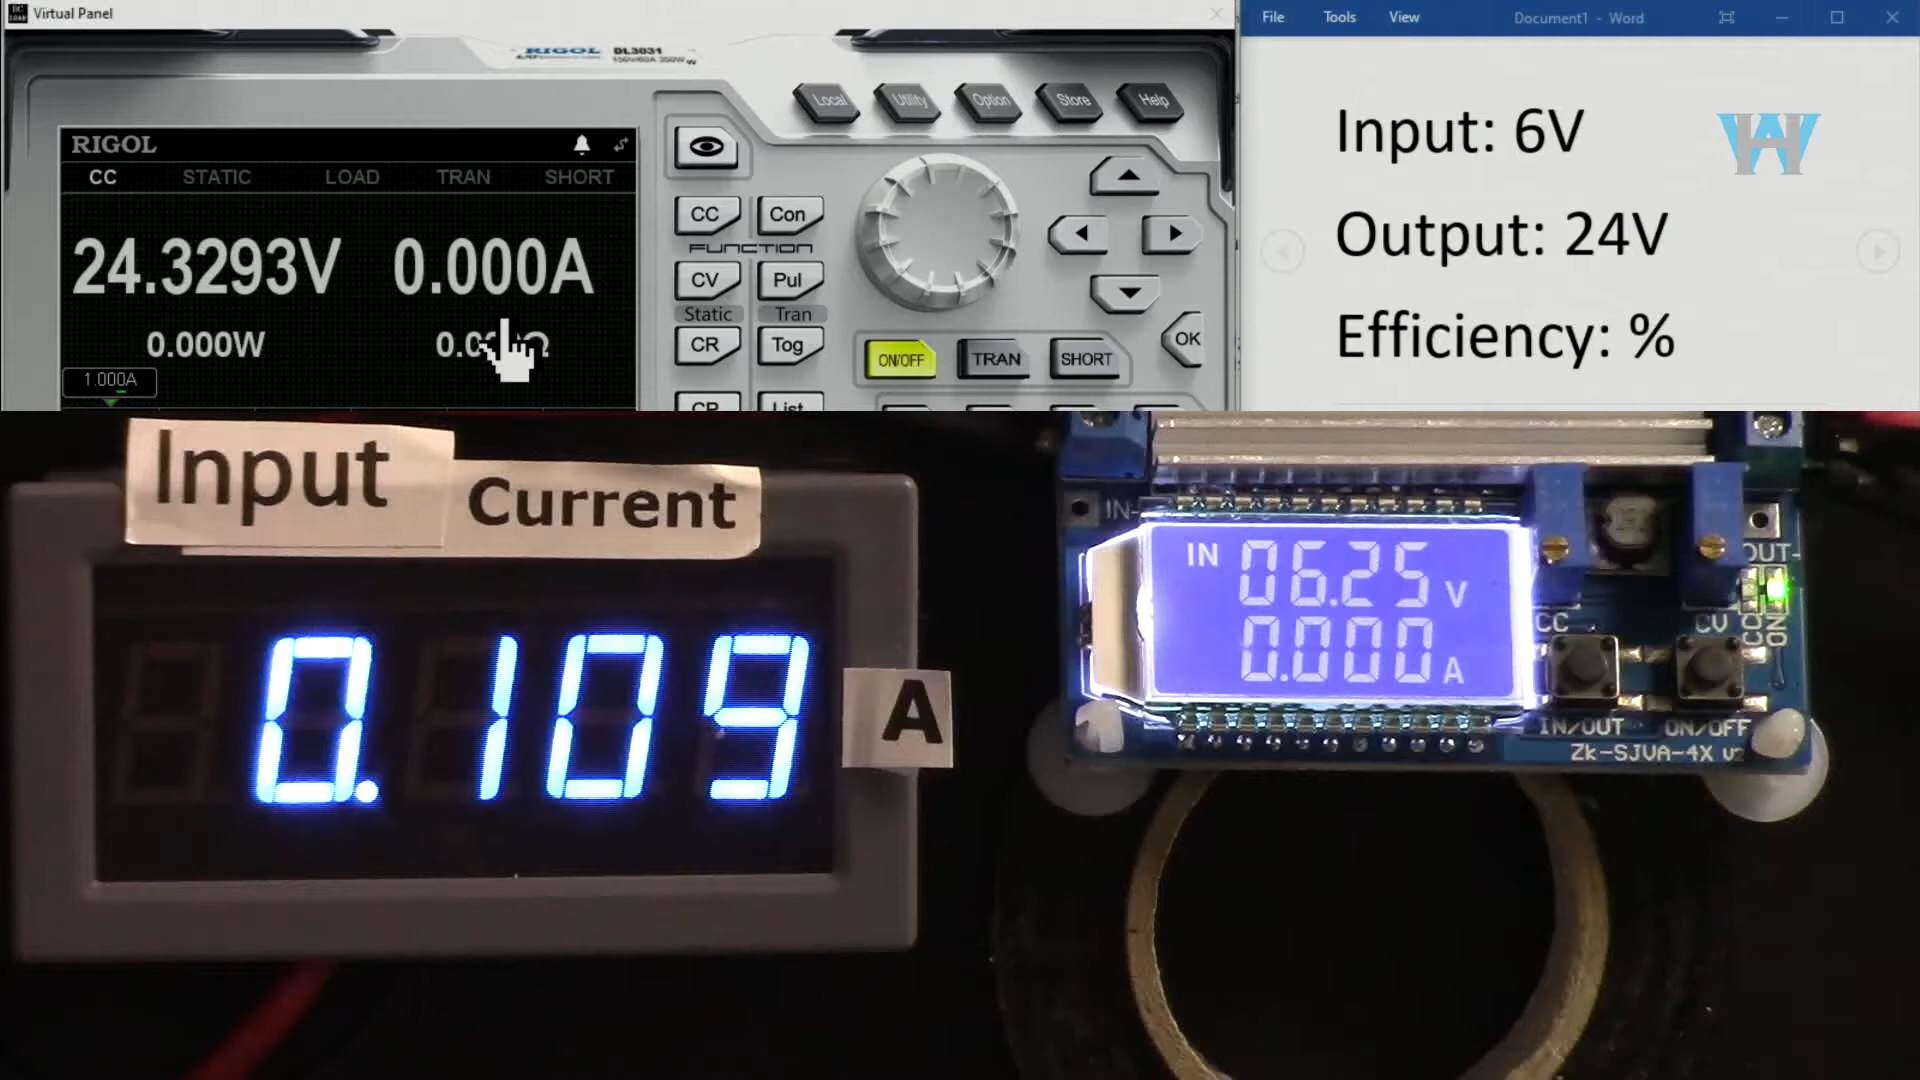 Virtual Panel
RIGOL DL3031
Local Utility Option Store Help
RIGOL
CC STATIC LOAD TRAN SHORT
24.3293V 0.000A
0.000W
1.000A
CC Con
FUNCTION
CV Pul
Static Tran
CR Tog
CP List
ON/OFF TRAN SHORT
OK
File Tools View Document1 - Word
Input: 6V
Output: 24V
Efficiency: %
Input Current
0.109
A
IN-
IN 06.25 V
0.000 A
OUT-
CC CV
CC ON
IN/OUT ON/OFF
Zk-SJVA-4X V2